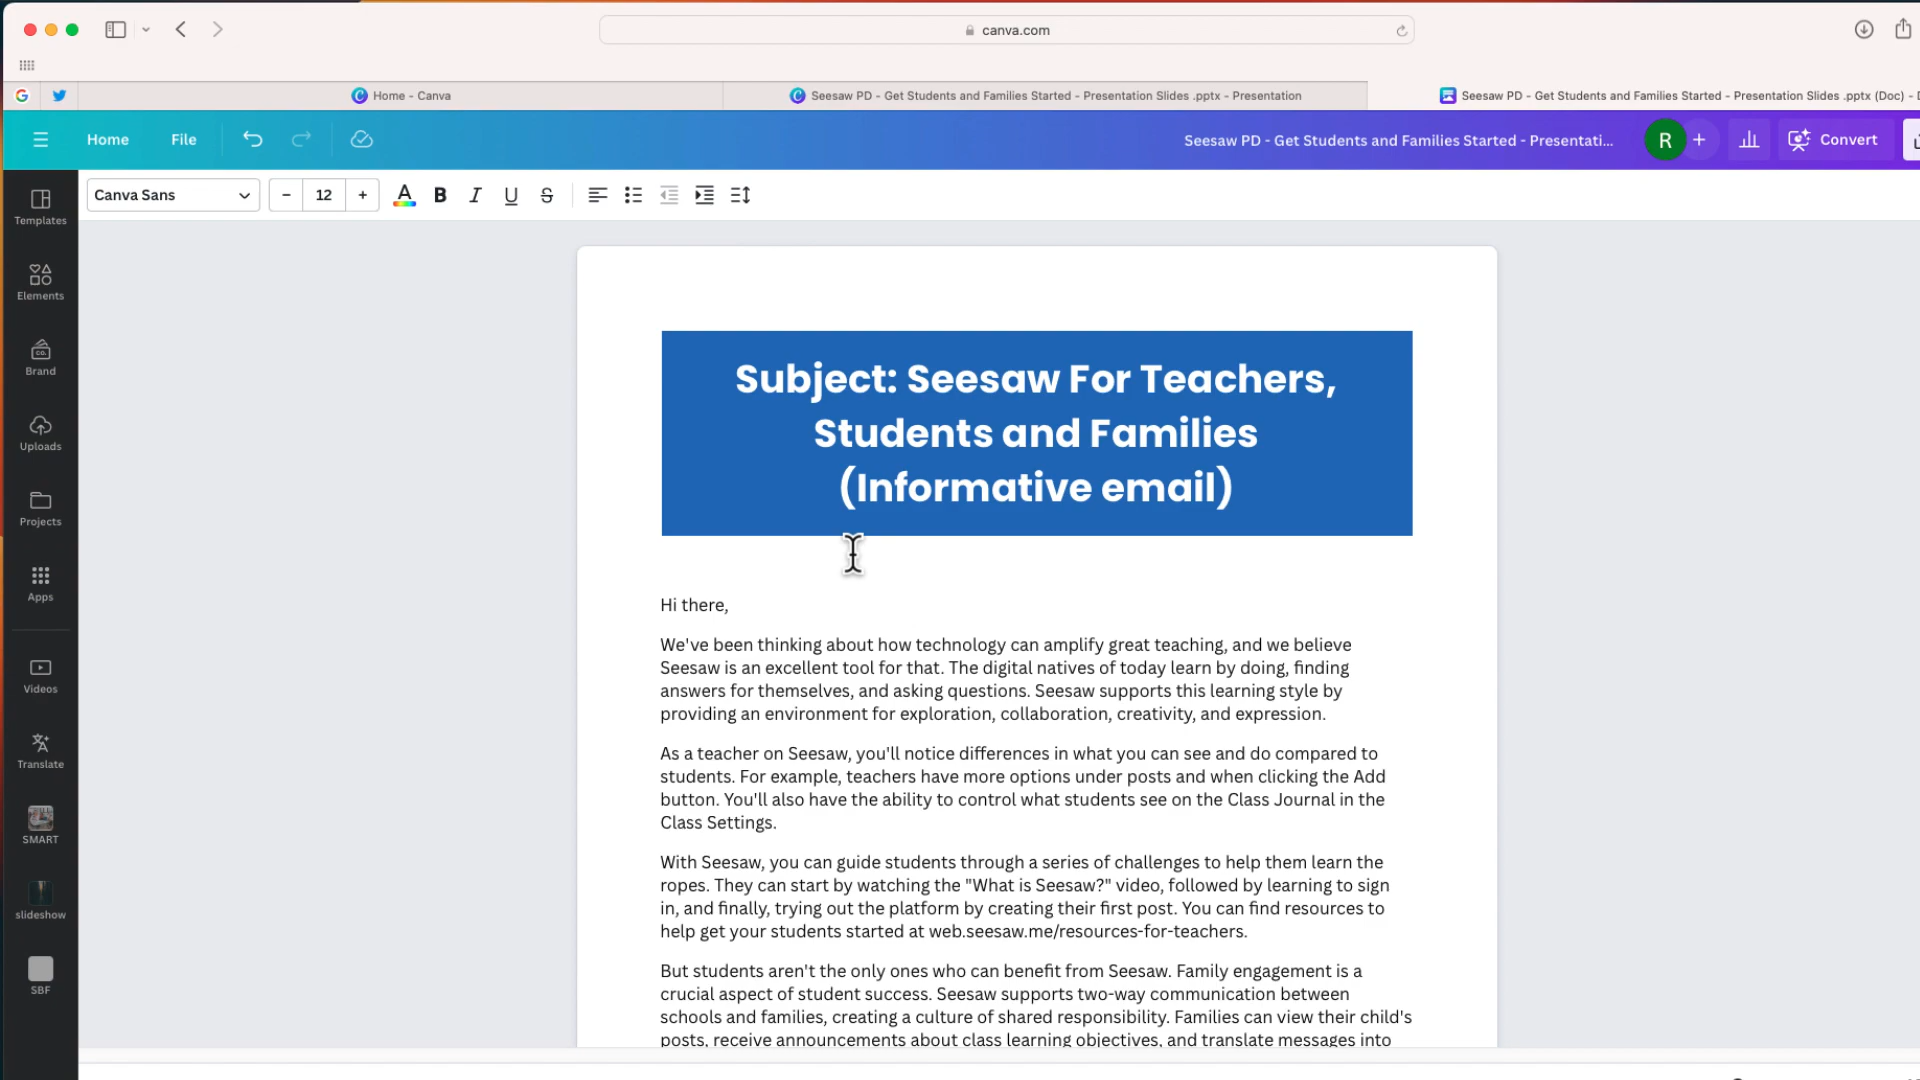 canva.com
Home - Canva
Seesaw PD - Get Students and Families Started - Presentation Slides .pptx - Presentation
Seesaw PD - Get Students and Families Started - Presentation Slides .pptx (Doc) - D
Home
File
Seesaw PD - Get Students and Families Started - Presentati...
R
Convert
Canva Sans
12
A
B
I
U
S
Templates
Elements
CO.
Brand
Uploads
Projects
Apps
Videos
Translate
SMART
slideshow
SBF
Subject: Seesaw For Teachers,
Students and Families
(Informative email)
Hi there,
We've been thinking about how technology can amplify great teaching, and we believe
Seesaw is an excellent tool for that. The digital natives of today learn by doing, finding
answers for themselves, and asking questions. Seesaw supports this learning style by
providing an environment for exploration, collaboration, creativity, and expression.
As a teacher on Seesaw, you'll notice differences in what you can see and do compared to
students. For example, teachers have more options under posts and when clicking the Add
button. You'll also have the ability to control what students see on the Class Journal in the
Class Settings.
With Seesaw, you can guide students through a series of challenges to help them learn the
ropes. They can start by watching the "What is Seesaw?" video, followed by learning to sign
in, and finally, trying out the platform by creating their first post. You can find resources to
help get your students started at web.seesaw.me/resources-for-teachers.
But students aren't the only ones who can benefit from Seesaw. Family engagement is a
crucial aspect of student success. Seesaw supports two-way communication between
schools and families, creating a culture of shared responsibility. Families can view their child's
posts, receive announcements about class learning objectives, and translate messages into